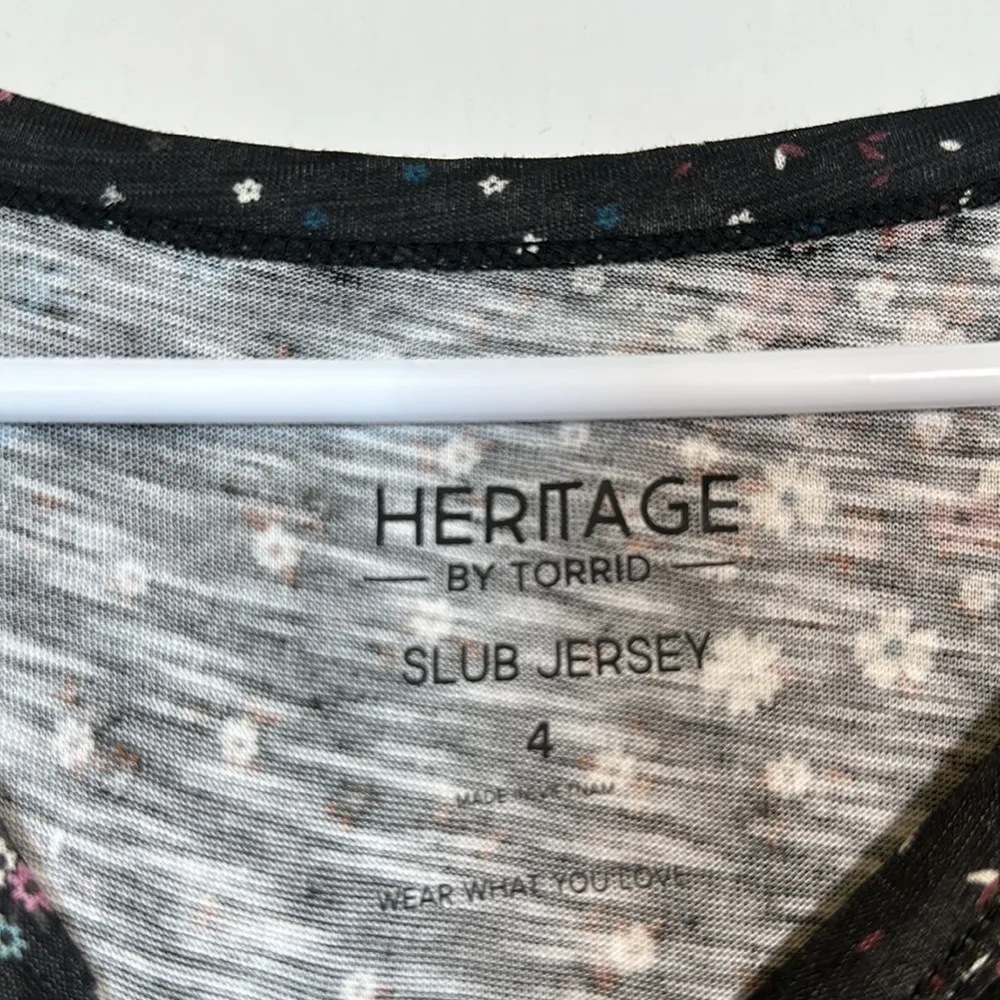 HERITAGE
BY TORRID
SLUB JERSEY
4
MADE IN VIETNAM
WEAR WHAT YOU LOVE